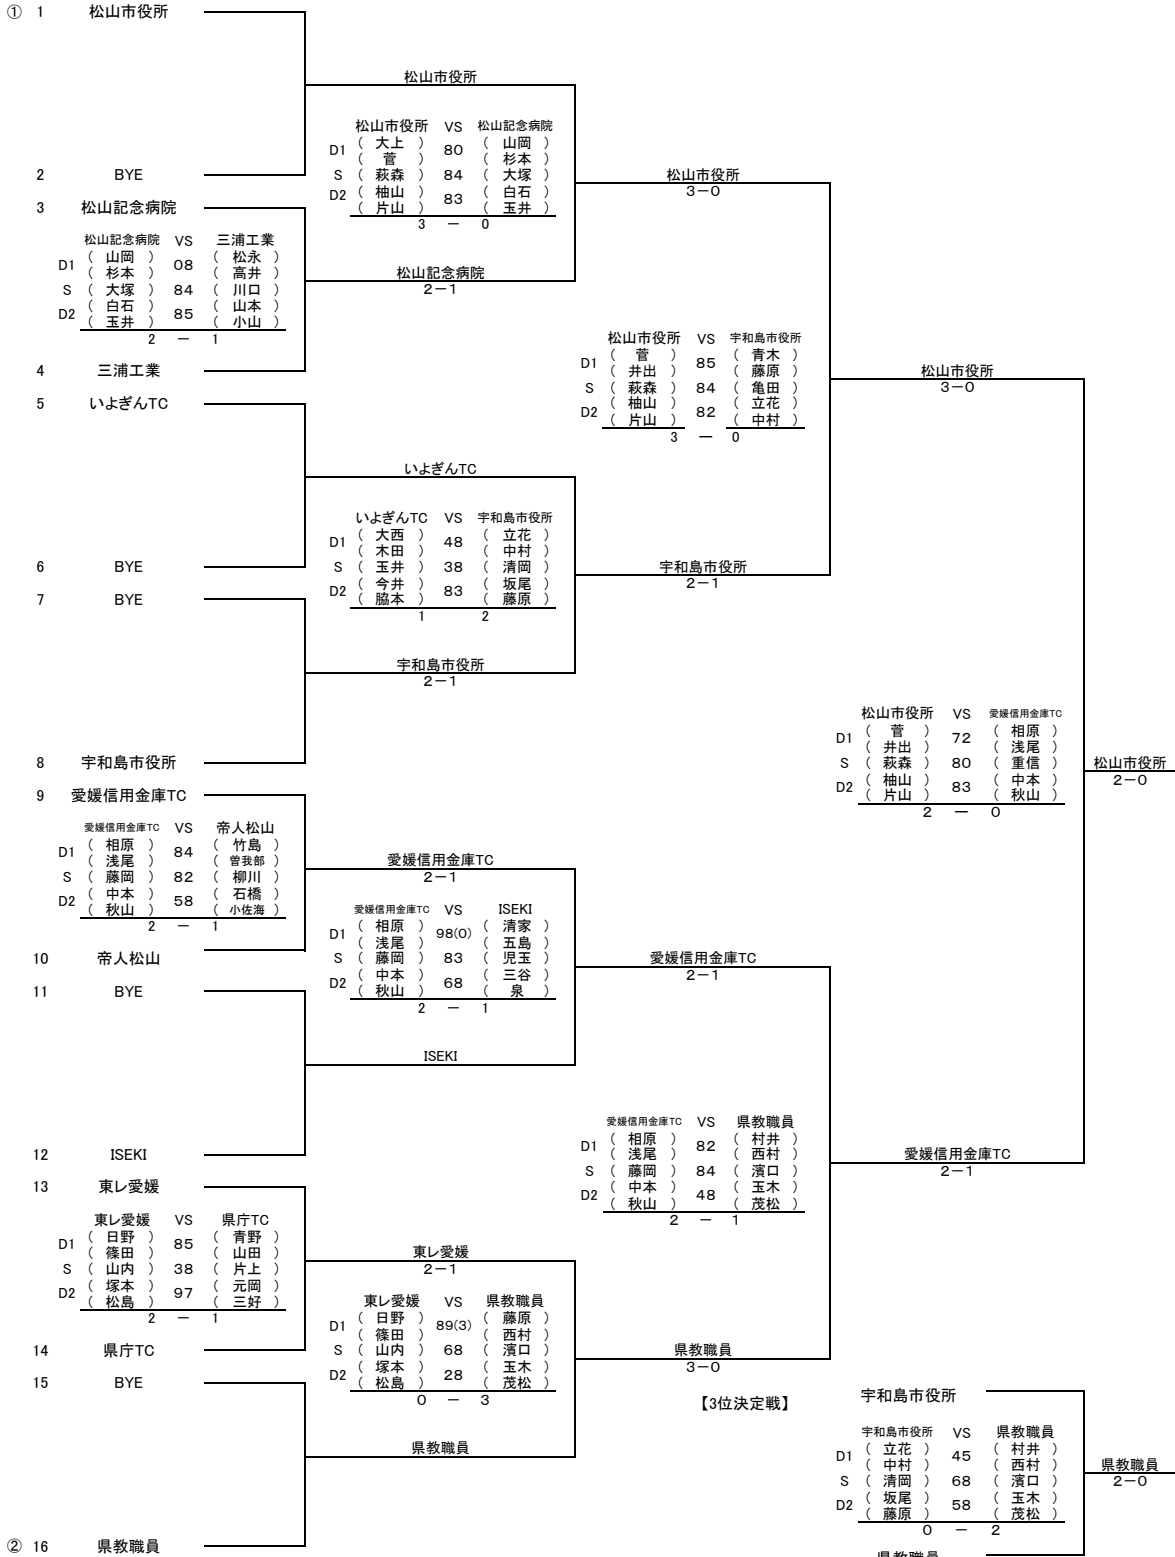 ① 1 松山市役所
松山市役所
松山市役所 VS 松山記念病院
D1 ( 大上 ) 80 ( 山岡 )
( 菅 ) ( 杉本 )
S ( 萩森 ) 84 ( 大塚 )
D2 ( 柚山 ) 83 ( 白石 )
( 片山 ) ( 玉井 )
3 － 0
2 BYE
松山市役所
3－0
3 松山記念病院
松山記念病院 VS 三浦工業
D1 ( 山岡 ) 08 ( 松永 )
( 杉本 ) ( 高井 )
S ( 大塚 ) 84 ( 川口 )
D2 ( 白石 ) 85 ( 山本 )
( 玉井 ) ( 小山 )
2 － 1
松山記念病院
2－1
4 三浦工業
松山市役所 VS 宇和島市役所
D1 ( 菅 ) 85 ( 青木 )
( 井出 ) ( 藤原 )
S ( 萩森 ) 84 ( 亀田 )
D2 ( 柚山 ) 82 ( 立花 )
( 片山 ) ( 中村 )
3 － 0
松山市役所
3－0
5 いよぎんTC
いよぎんTC
いよぎんTC VS 宇和島市役所
D1 ( 大西 ) 48 ( 立花 )
( 木田 ) ( 中村 )
S ( 玉井 ) 38 ( 清岡 )
D2 ( 今井 ) 83 ( 坂尾 )
( 脇本 ) ( 藤原 )
1 2
6 BYE
宇和島市役所
2－1
7 BYE
宇和島市役所
2－1
8 宇和島市役所
松山市役所 VS 愛媛信用金庫TC
D1 ( 菅 ) 72 ( 相原 )
( 井出 ) ( 浅尾 )
S ( 萩森 ) 80 ( 重信 )
D2 ( 柚山 ) 83 ( 中本 )
( 片山 ) ( 秋山 )
2 － 0
松山市役所
2－0
9 愛媛信用金庫TC
愛媛信用金庫TC VS 帝人松山
D1 ( 相原 ) 84 ( 竹島 )
( 浅尾 ) ( 曽我部 )
S ( 藤岡 ) 82 ( 柳川 )
D2 ( 中本 ) 58 ( 石橋 )
( 秋山 ) ( 小佐海 )
2 － 1
愛媛信用金庫TC
2－1
10 帝人松山
愛媛信用金庫TC VS ISEKI
D1 ( 相原 ) 98(0) ( 清家 )
( 浅尾 ) ( 五島 )
S ( 藤岡 ) 83 ( 児玉 )
D2 ( 中本 ) 68 ( 三谷 )
( 秋山 ) ( 泉 )
2 － 1
愛媛信用金庫TC
2－1
11 BYE
ISEKI
12 ISEKI
愛媛信用金庫TC VS 県教職員
D1 ( 相原 ) 82 ( 村井 )
( 浅尾 ) ( 西村 )
S ( 藤岡 ) 84 ( 濱口 )
D2 ( 中本 ) 48 ( 玉木 )
( 秋山 ) ( 茂松 )
2 － 1
愛媛信用金庫TC
2－1
13 東レ愛媛
東レ愛媛 VS 県庁TC
D1 ( 日野 ) 85 ( 青野 )
( 篠田 ) ( 山田 )
S ( 山内 ) 38 ( 片上 )
D2 ( 塚本 ) 97 ( 元岡 )
( 松島 ) ( 三好 )
2 － 1
東レ愛媛
2－1
14 県庁TC
東レ愛媛 VS 県教職員
D1 ( 日野 ) 89(3) ( 藤原 )
( 篠田 ) ( 西村 )
S ( 山内 ) 68 ( 濱口 )
D2 ( 塚本 ) 28 ( 玉木 )
( 松島 ) ( 茂松 )
0 － 3
県教職員
3－0
15 BYE
県教職員
② 16 県教職員
【3位決定戦】
宇和島市役所
宇和島市役所 VS 県教職員
D1 ( 立花 ) 45 ( 村井 )
( 中村 ) ( 西村 )
S ( 清岡 ) 68 ( 濱口 )
D2 ( 坂尾 ) 58 ( 玉木 )
( 藤原 ) ( 茂松 )
0 － 2
県教職員
2－0
県教職員